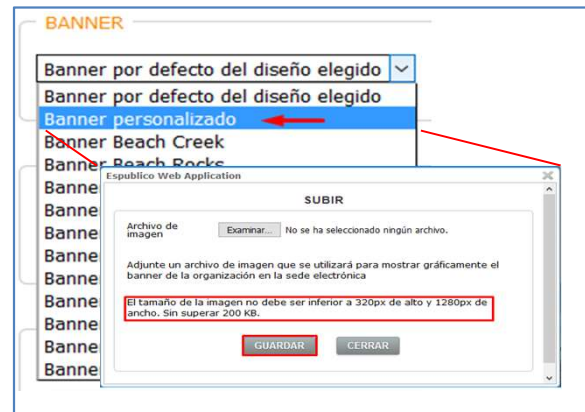 BANNER
Banner por defecto del diseño elegido
Banner por defecto del diseño elegido
Banner personalizado
Banner Beach Creek
Banner Beach Rocks
Espublico Web Application
SUBIR
Archivo de
imagen
Examinar... No se ha seleccionado ningún archivo.
Adjunte un archivo de imagen que se utilizará para mostrar gráficamente el
banner de la organización en la sede electrónica
El tamaño de la imagen no debe ser inferior a 320px de alto y 1280px de
ancho. Sin superar 200 KB.
GUARDAR CERRAR